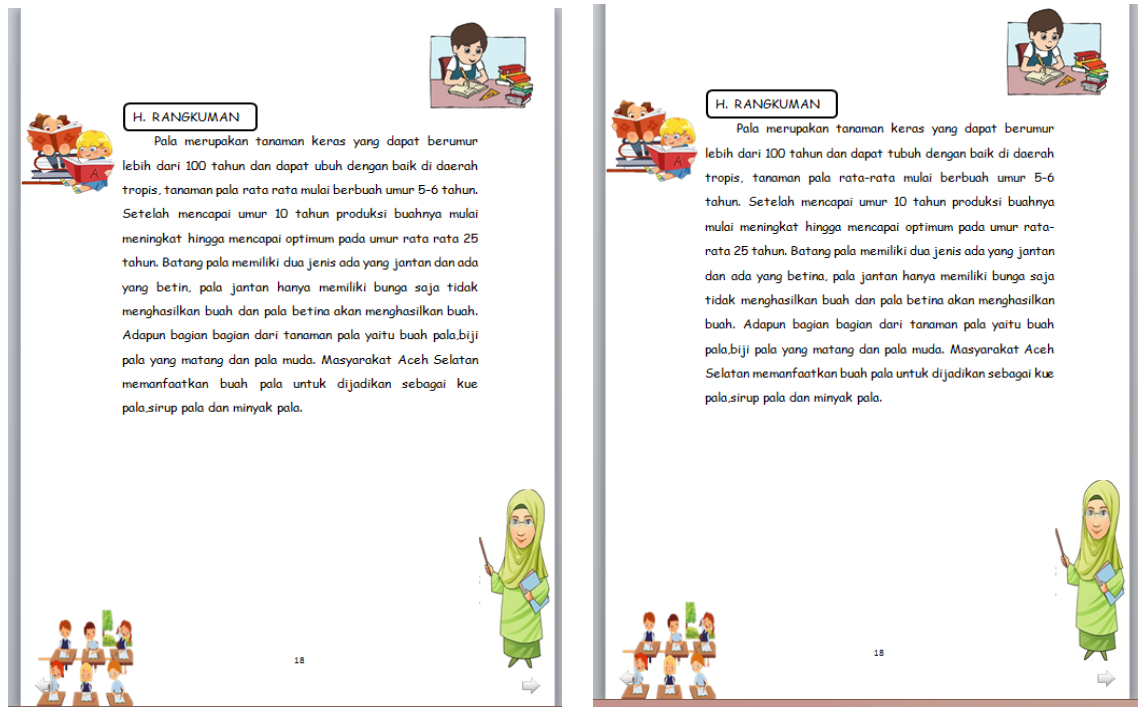 H. RANGKUMAN
Pala merupakan tanaman keras yang dapat berumur
lebih dari 100 tahun dan dapat ubuh dengan baik di daerah
tropis, tanaman pala rata rata mulai berbuah umur 5-6 tahun.
Setelah mencapai umur 10 tahun produksi buahnya mulai
meningkat hingga mencapai optimum pada umur rata rata 25
tahun. Batang pala memiliki dua jenis ada yang jantan dan ada
yang betin, pala jantan hanya memiliki bunga saja tidak
menghasilkan buah dan pala betina akan menghasilkan buah.
Adapun bagian bagian dari tanaman pala yaitu buah pala,biji
pala yang matang dan pala muda. Masyarakat Aceh Selatan
memanfaatkan buah pala untuk dijadikan sebagai kue
pala,sirup pala dan minyak pala.
A
18
H. RANGKUMAN
Pala merupakan tanaman keras yang dapat berumur
lebih dari 100 tahun dan dapat tubuh dengan baik di daerah
tropis, tanaman pala rata-rata mulai berbuah umur 5-6
tahun. Setelah mencapai umur 10 tahun produksi buahnya
mulai meningkat hingga mencapai optimum pada umur rata-
rata 25 tahun. Batang pala memiliki dua jenis ada yang jantan
dan ada yang betina, pala jantan hanya memiliki bunga saja
tidak menghasilkan buah dan pala betina akan menghasilkan
buah. Adapun bagian bagian dari tanaman pala yaitu buah
pala,biji pala yang matang dan pala muda. Masyarakat Aceh
Selatan memanfaatkan buah pala untuk dijadikan sebagai kue
pala,sirup pala dan minyak pala.
A
18